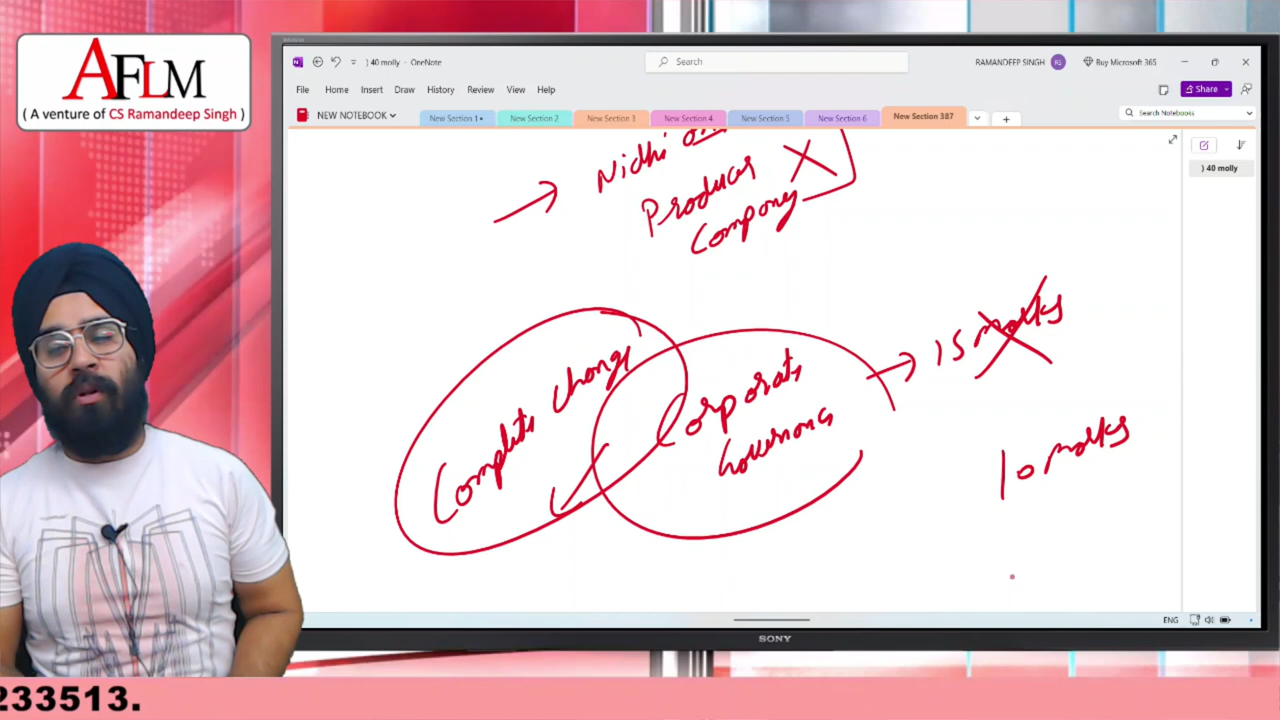 AFLM
( A venture of CS Ramandeep Singh )
) 40 molly - OneNote
Search
RAMANDEEP SINGH
RS
Buy Microsoft 365
File
Home
Insert
Draw
History
Review
View
Help
Share
NEW NOTEBOOK
New Section 1
New Section 2
New Section 3
New Section 4
New Section 5
New Section 6
New Section 387
Search Notebooks
) 40 molly
Nidhi
Producer
Company
Complete change
Corporate
Governance
15 marks
10 marks
ENG
SONY
233513.